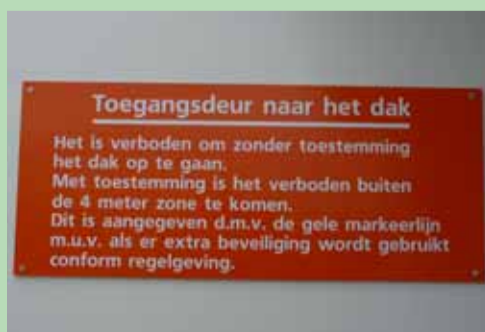 Toegangsdeur naar het dak
Het is verboden om zonder toestemming
het dak op te gaan.
Met toestemming is het verboden buiten
de 4 meter zone te komen.
Dit is aangegeven d.m.v. de gele markeerlijn
m.u.v. als er extra beveiliging wordt gebruikt
conform regelgeving.